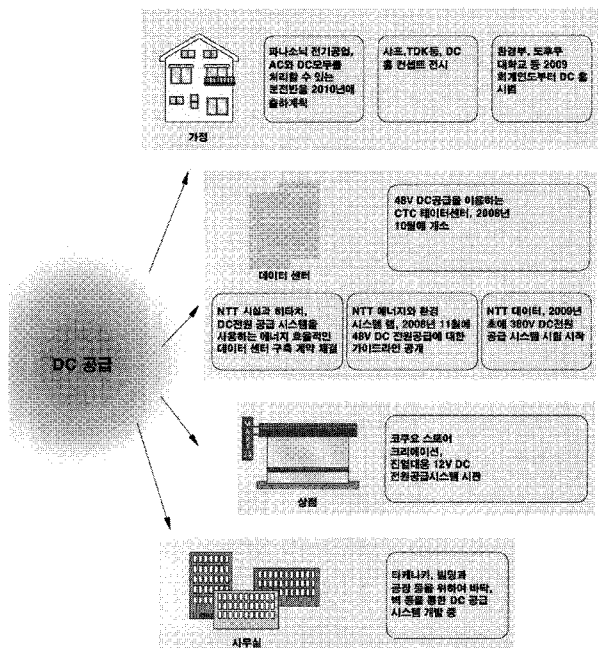 파나소닉 전기공업,
AC와 DC모두를
처리할 수 있는
분전반을 2010년에
출하계획
샤프,TDK등, DC
홈 컨셉트 전시
환경부, 도후쿠
대학교 등 2009
회계연도부터 DC 홈
시범
가정
48V DC공급을 이용하는
CTC 데이터센터, 2008년
10월에 개소
데이터 센터
NTT 시설과 히타치,
DC전원 공급 시스템을
사용하는 에너지 효율적인
데이터 센터 구축 계약 체결
NTT 에너지와 환경
시스템 랩, 2008년 11월에
48V DC 전원공급에 대한
가이드라인 공개
NTT 데이터, 2009년
초에 380V DC전원
공급 시스템 시험 시작
DC 공급
코쿠요 스토어
크리에이션,
진열대용 12V DC
전원공급시스템 시판
상점
타케나카, 빌딩과
공장 등을 위하여 바닥,
벽 등을 통한 DC 공급
시스템 개발 중
사무실